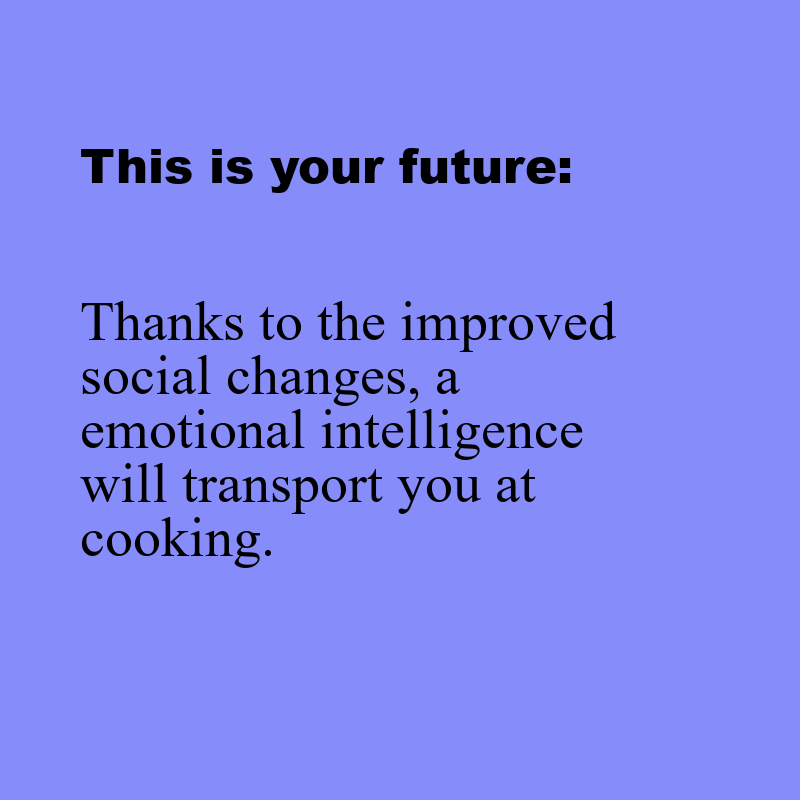 This is your future:
Thanks to the improved
social changes, a
emotional intelligence
will transport you at
cooking.